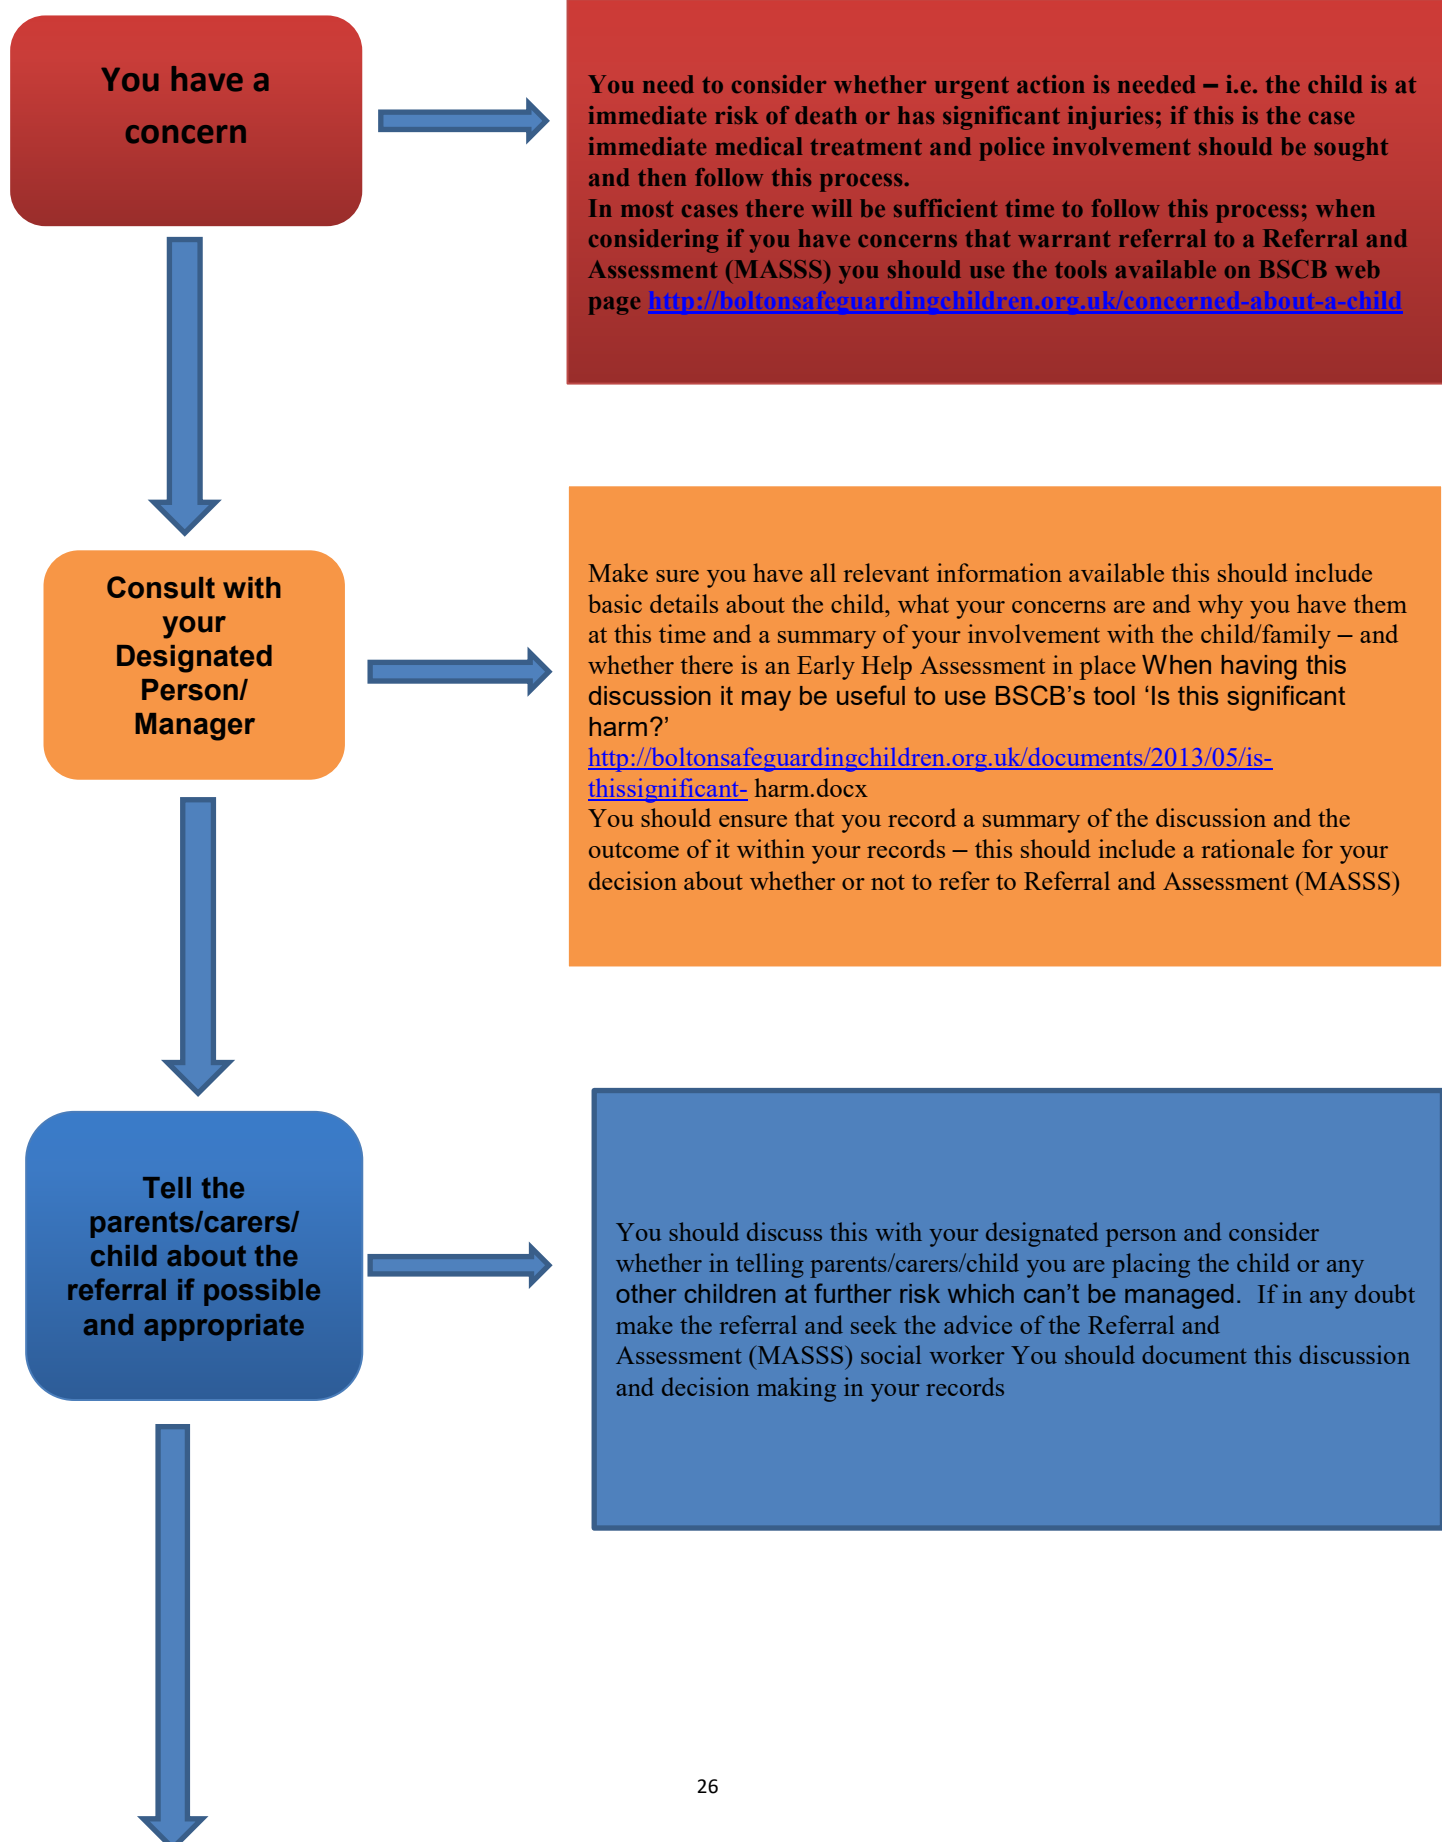 You have a
concern
You need to consider whether urgent action is needed – i.e. the child is at
immediate risk of death or has significant injuries; if this is the case
immediate medical treatment and police involvement should be sought
and then follow this process.
In most cases there will be sufficient time to follow this process; when
considering if you have concerns that warrant referral to a Referral and
Assessment (MASSS) you should use the tools available on BSCB web
page http://boltonsafeguardingchildren.org.uk/concerned-about-a-child
Consult with
your
Designated
Person/
Manager
Make sure you have all relevant information available this should include
basic details about the child, what your concerns are and why you have them
at this time and a summary of your involvement with the child/family – and
whether there is an Early Help Assessment in place When having this
discussion it may be useful to use BSCB’s tool ‘Is this significant
harm?’
http://boltonsafeguardingchildren.org.uk/documents/2013/05/is-
thissignificant- harm.docx
You should ensure that you record a summary of the discussion and the
outcome of it within your records – this should include a rationale for your
decision about whether or not to refer to Referral and Assessment (MASSS)
Tell the
parents/carers/
child about the
referral if possible
and appropriate
You should discuss this with your designated person and consider
whether in telling parents/carers/child you are placing the child or any
other children at further risk which can’t be managed. If in any doubt
make the referral and seek the advice of the Referral and
Assessment (MASSS) social worker You should document this discussion
and decision making in your records
26